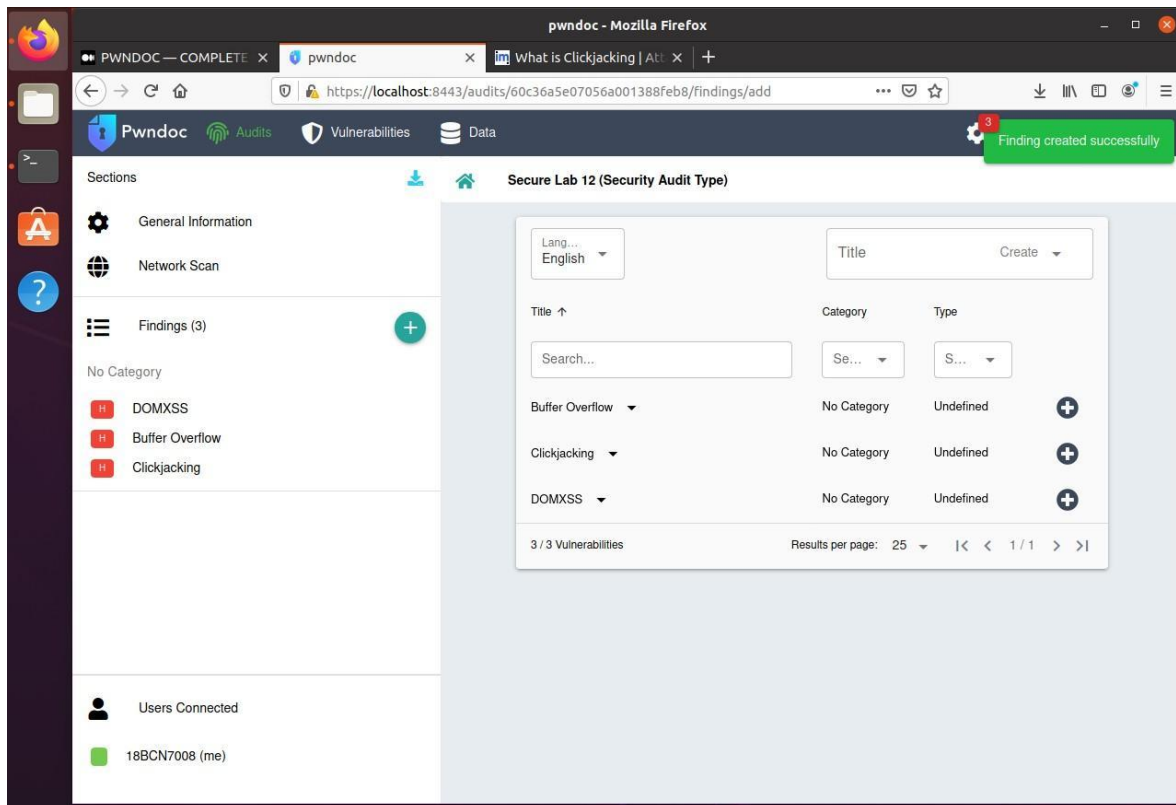 pwndoc - Mozilla Firefox
PWNDOC — COMPLETE
pwndoc
im What is Clickjacking | Att
https://localhost:8443/audits/60c36a5e07056a001388feb8/findings/add
Pwndoc Audits Vulnerabilities Data
3
Finding created successfully
Sections
Secure Lab 12 (Security Audit Type)
General Information
Network Scan
Findings (3)
No Category
H DOMXSS
H Buffer Overflow
H Clickjacking
Users Connected
18BCN7008 (me)
Lang...
English
Title Create
Title Category Type
Search... Se... S...
Buffer Overflow No Category Undefined
Clickjacking No Category Undefined
DOMXSS No Category Undefined
3 / 3 Vulnerabilities Results per page: 25 1 / 1